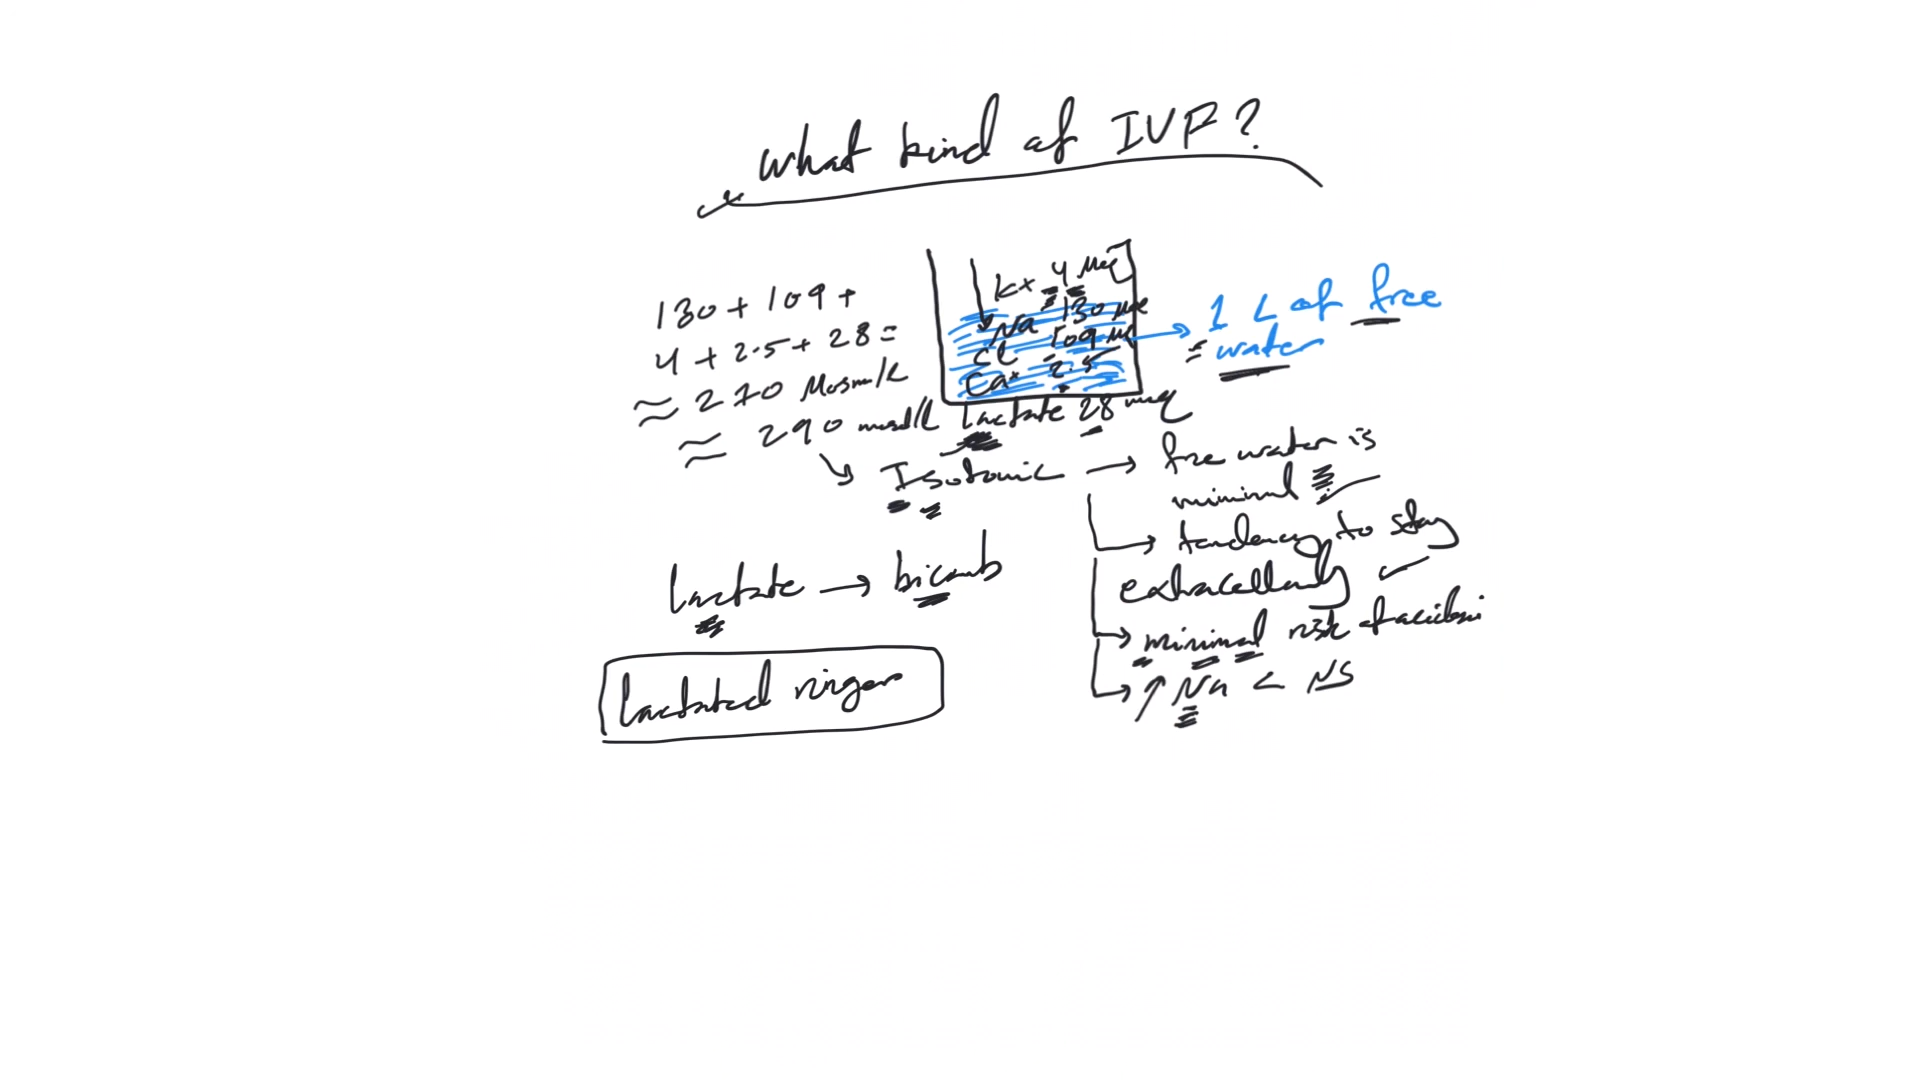 What kind of IVF?
K+ 4 meq
Na 130 meq
Cl 109 meq
Ca+ 2.5
lactate 28 meq
1 L of free
water
130 + 109 +
4 + 2.5 + 28 =
≈ 270 mosm/L
≈ 290 mosm/L
Isotonic → free water is
minimal
→ tendency to stay
extracellularly
→ minimal risk of acidosis
→ ↑ Na < NS
lactate → bicarb
lactated ringer